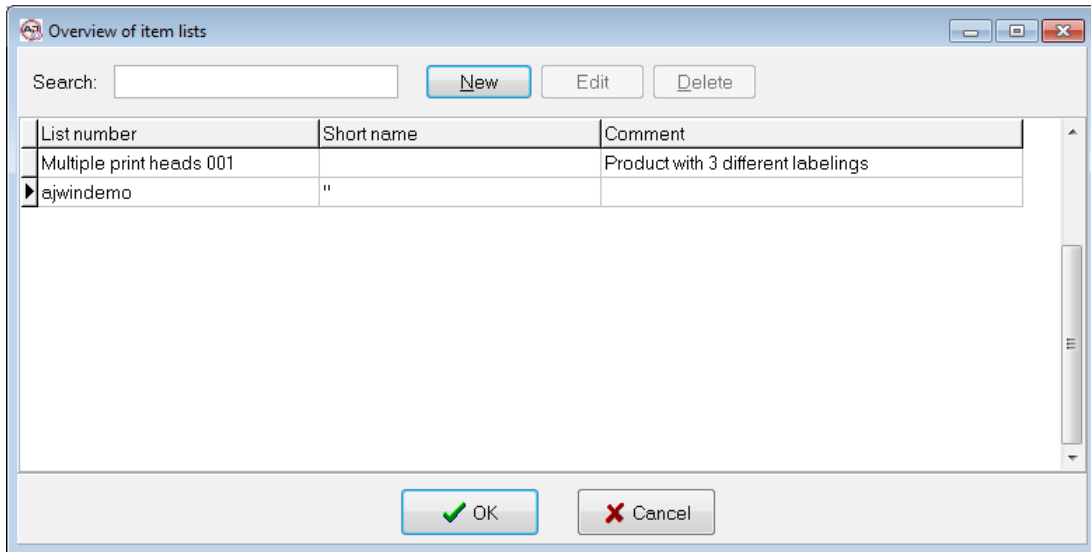 Overview of item lists
Search: New Edit Delete
List number Short name Comment
Multiple print heads 001 Product with 3 different labelings
ajwindemo "
OK Cancel